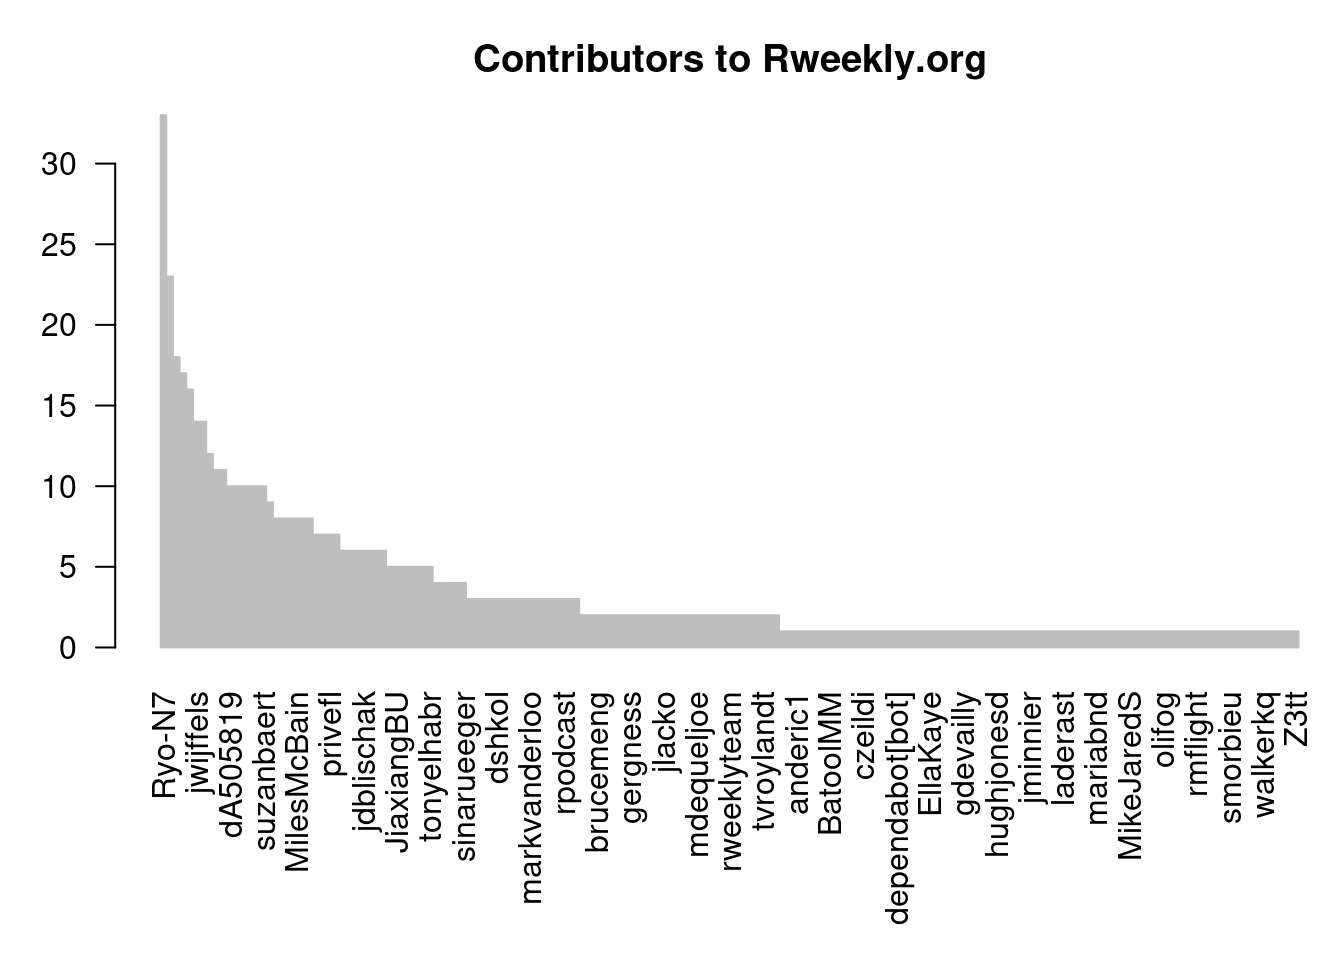 Contributors to Rweekly.org
30
25
20
15
10
5
0
Ryo-N7
jwijffels
dA505819
suzanbaert
MilesMcBain
privefl
jdblischak
JiaxiangBU
tonyelhabr
sinarueeger
dshkol
markvanderloo
rpodcast
brucemeng
gergness
jlacko
mdequeljoe
rweeklyteam
tvroylandt
anderic1
BatoolMM
czeildi
dependabot[bot]
EllaKaye
gdevailly
hughjonesd
jminnier
laderast
mariabnd
MikeJaredS
olifog
rmflight
smorbieu
walkerkq
Z3tt